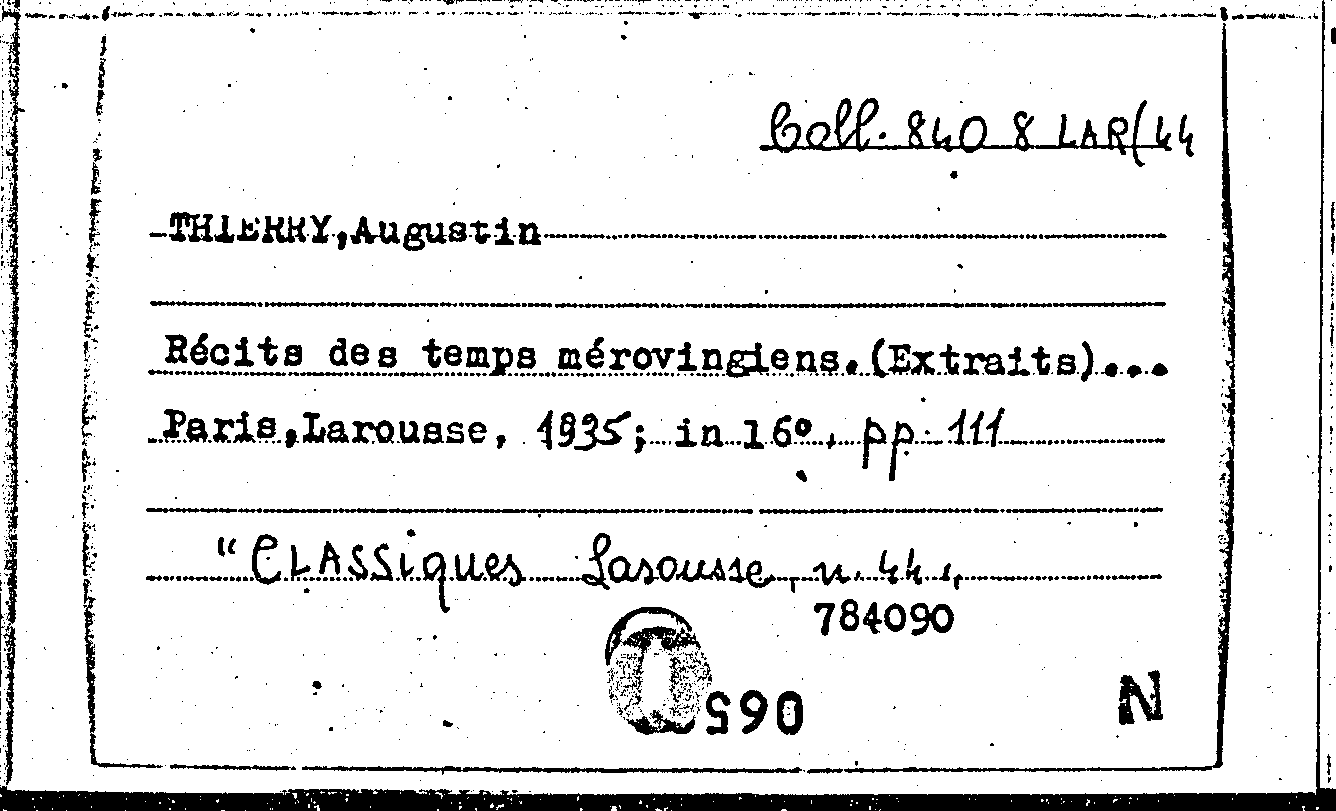 Coll. 840 8 LAR/44
THIERRY,Augustin
Récits des temps mérovingiens.(Extraits)...
Paris,Larousse, 1935; in 16°, pp. 111
"CLASSiques Larousse, n. 44",
784090
N